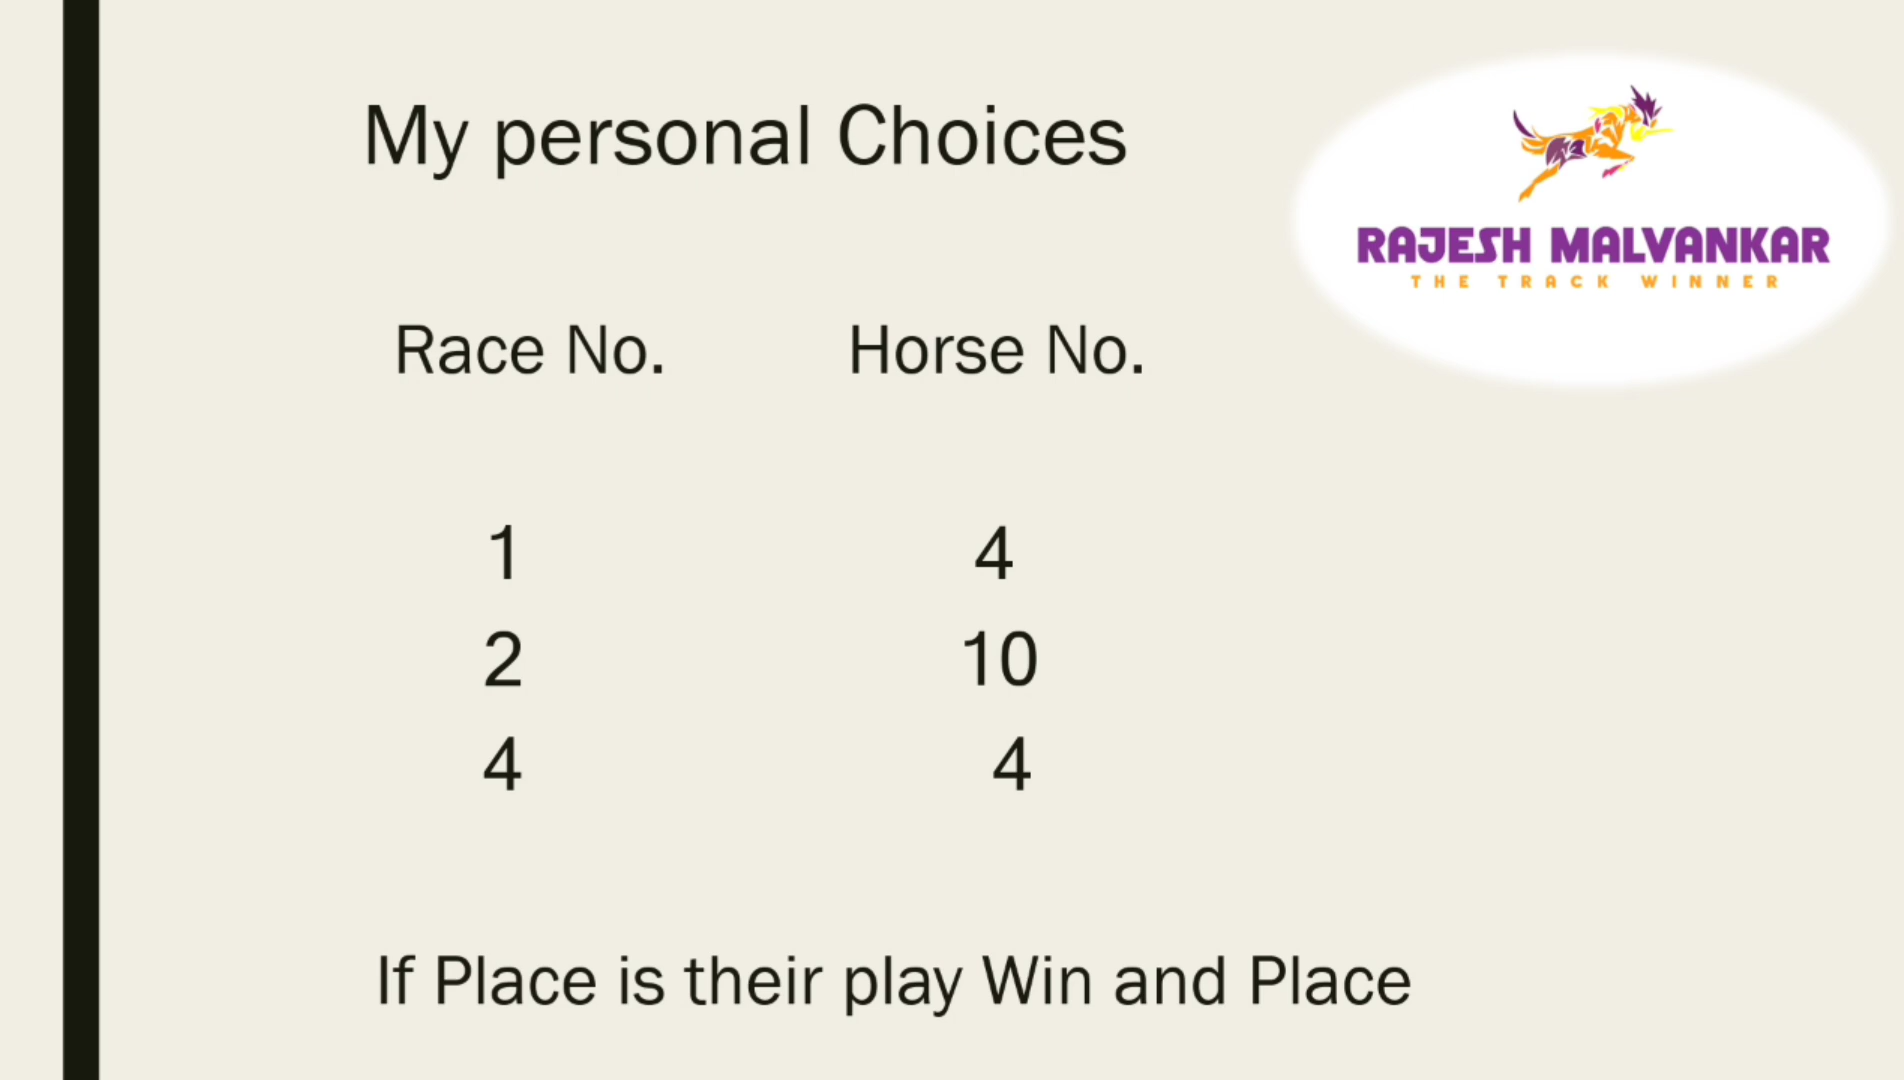 My personal Choices
RAJESH MALVANKAR
THE TRACK WINNER
Race No. Horse No.
1 4
2 10
4 4
If Place is their play Win and Place